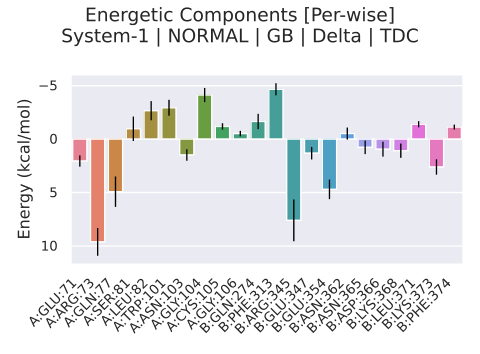 Energetic Components [Per-wise]
System-1 | NORMAL | GB | Delta | TDC
−5
0
5
10
Energy (kcal/mol)
A:GLU:71
A:ARG:73
A:GLN:77
A:SER:81
A:LEU:82
A:TRP:101
A:ASN:103
A:GLY:104
A:CYS:105
A:GLY:106
B:GLN:274
B:PHE:313
B:ARG:345
B:GLU:347
B:GLU:354
B:ASN:362
B:ASN:365
B:ASP:366
B:LYS:368
B:LEU:371
B:LYS:373
B:PHE:374